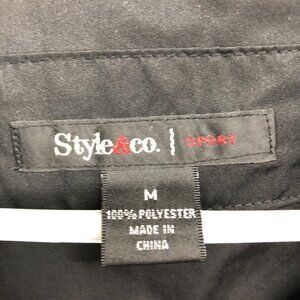 Style&co. | SPORT
M
100% POLYESTER
MADE IN
CHINA